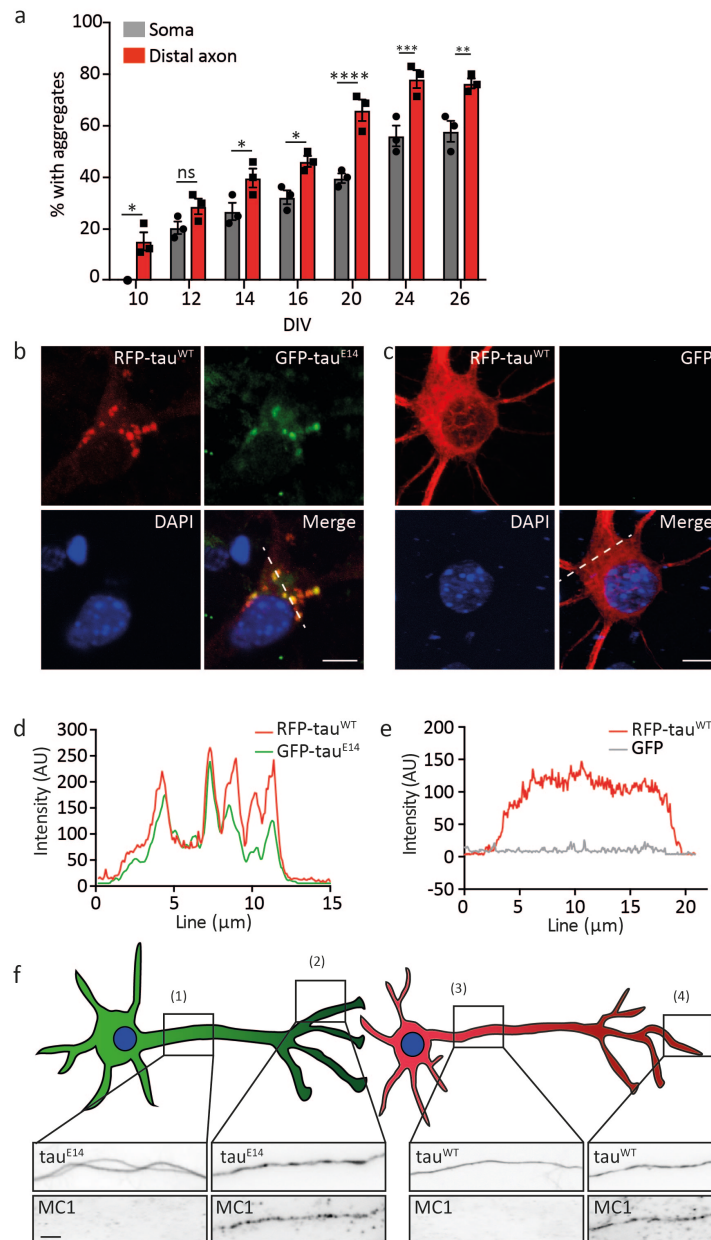 a
100
80
60
40
20
0
% with aggregates
Soma
Distal axon
*
ns
*
*
****
***
**
10 12 14 16 20 24 26
DIV
b
RFP-tauWT
GFP-tauE14
DAPI
Merge
c
RFP-tauWT
GFP
DAPI
Merge
d
300
250
200
150
100
50
0
Intensity (AU)
RFP-tauWT
GFP-tauE14
0 5 10 15
Line (µm)
e
200
150
100
50
0
-50
Intensity (AU)
RFP-tauWT
GFP
0 5 10 15 20
Line (µm)
f
(1)
(2)
(3)
(4)
tauE14
tauE14
tauWT
tauWT
MC1
MC1
MC1
MC1